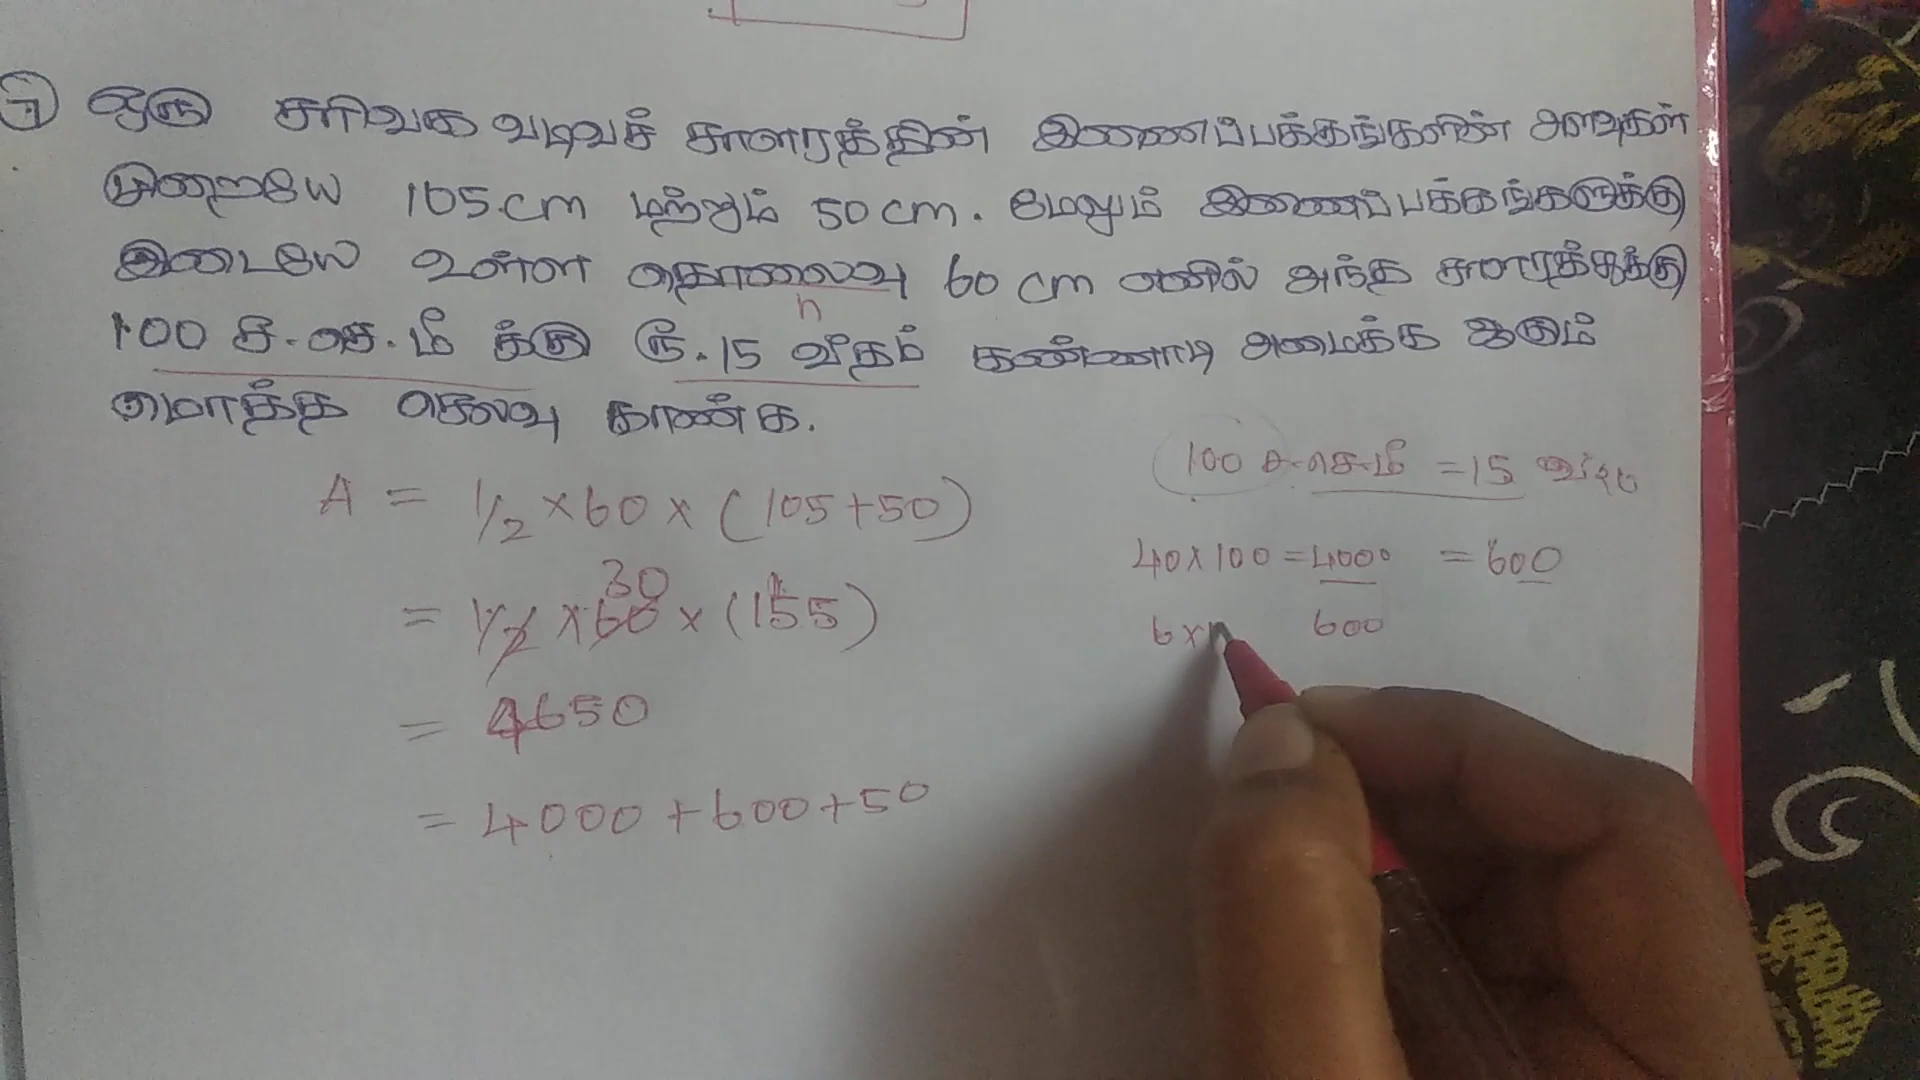 7 ஒரு சரிவக வடிவச் சாளரத்தின் இணைப்பக்கங்களின் அளவுகள்
முறையே 105 cm மற்றும் 50 cm. மேலும் இணைப்பக்கங்களுக்கு
இடையே உள்ள தொலைவு 60 cm எனில் அந்த சாளரத்துக்கு
h
100 ச.செ.மீ க்கு ரூ.15 வீதம் கண்ணாடி அமைக்க ஆகும்
மொத்த செலவு காண்க.
100 ச.செ.மீ = 15
A = 1/2 × 60 × (105+50)
40×100 = 4000 = 600
30
= 1/2 × 60 × (155)
6× 600
= 4650
= 4000 + 600 + 50